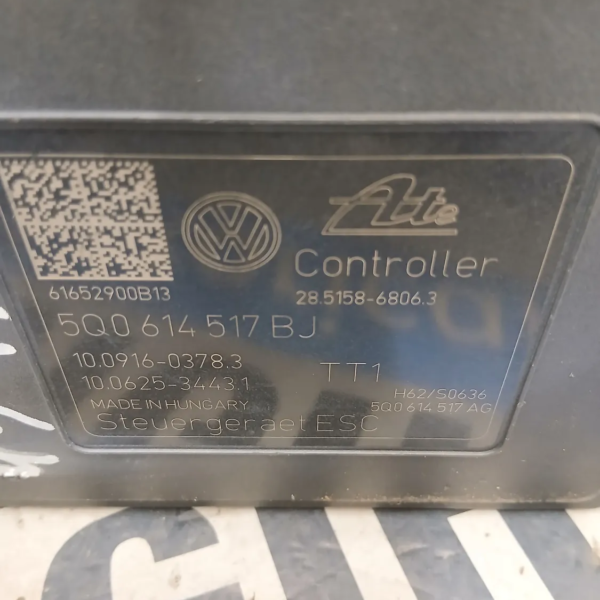 Ate
Controller
61652900B13
28.5158-6806.3
5Q0 614 517 BJ
10.0916-0378.3
10.0625-3443.1
TT1
H62/S0636
MADE IN HUNGARY
5Q0 614 517 AG
Steuergeraet ESC